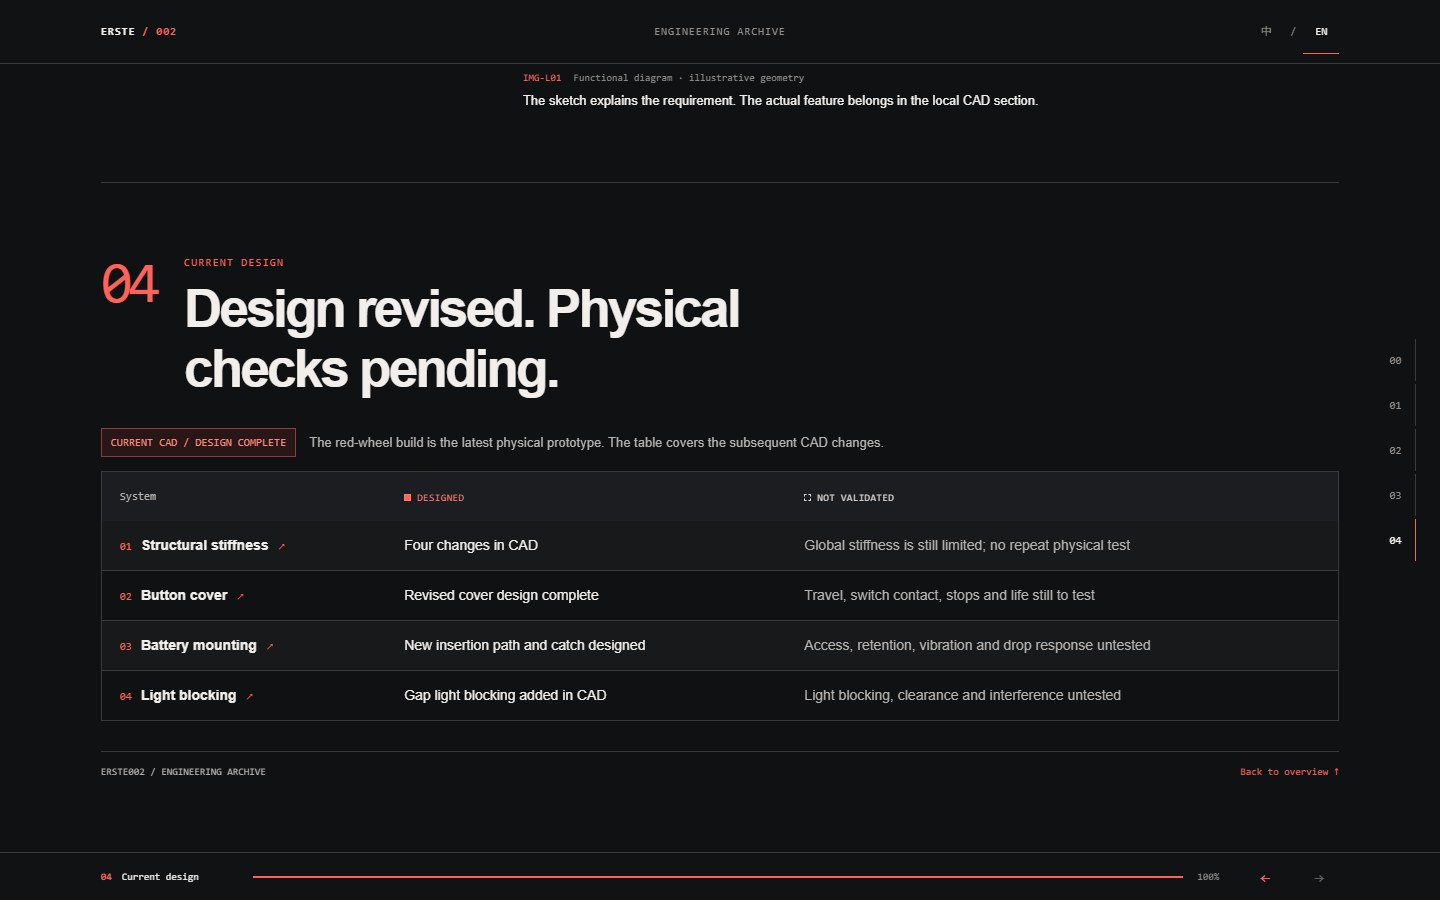 ERSTE / 002
ENGINEERING ARCHIVE
中 / EN
IMG-L01 Functional diagram · illustrative geometry
The sketch explains the requirement. The actual feature belongs in the local CAD section.
04
CURRENT DESIGN
Design revised. Physical
checks pending.
CURRENT CAD / DESIGN COMPLETE
The red-wheel build is the latest physical prototype. The table covers the subsequent CAD changes.
System DESIGNED NOT VALIDATED
01 Structural stiffness ↗ Four changes in CAD Global stiffness is still limited; no repeat physical test
02 Button cover ↗ Revised cover design complete Travel, switch contact, stops and life still to test
03 Battery mounting ↗ New insertion path and catch designed Access, retention, vibration and drop response untested
04 Light blocking ↗ Gap light blocking added in CAD Light blocking, clearance and interference untested
ERSTE002 / ENGINEERING ARCHIVE
Back to overview ↑
00
01
02
03
04
04 Current design
100%
← →